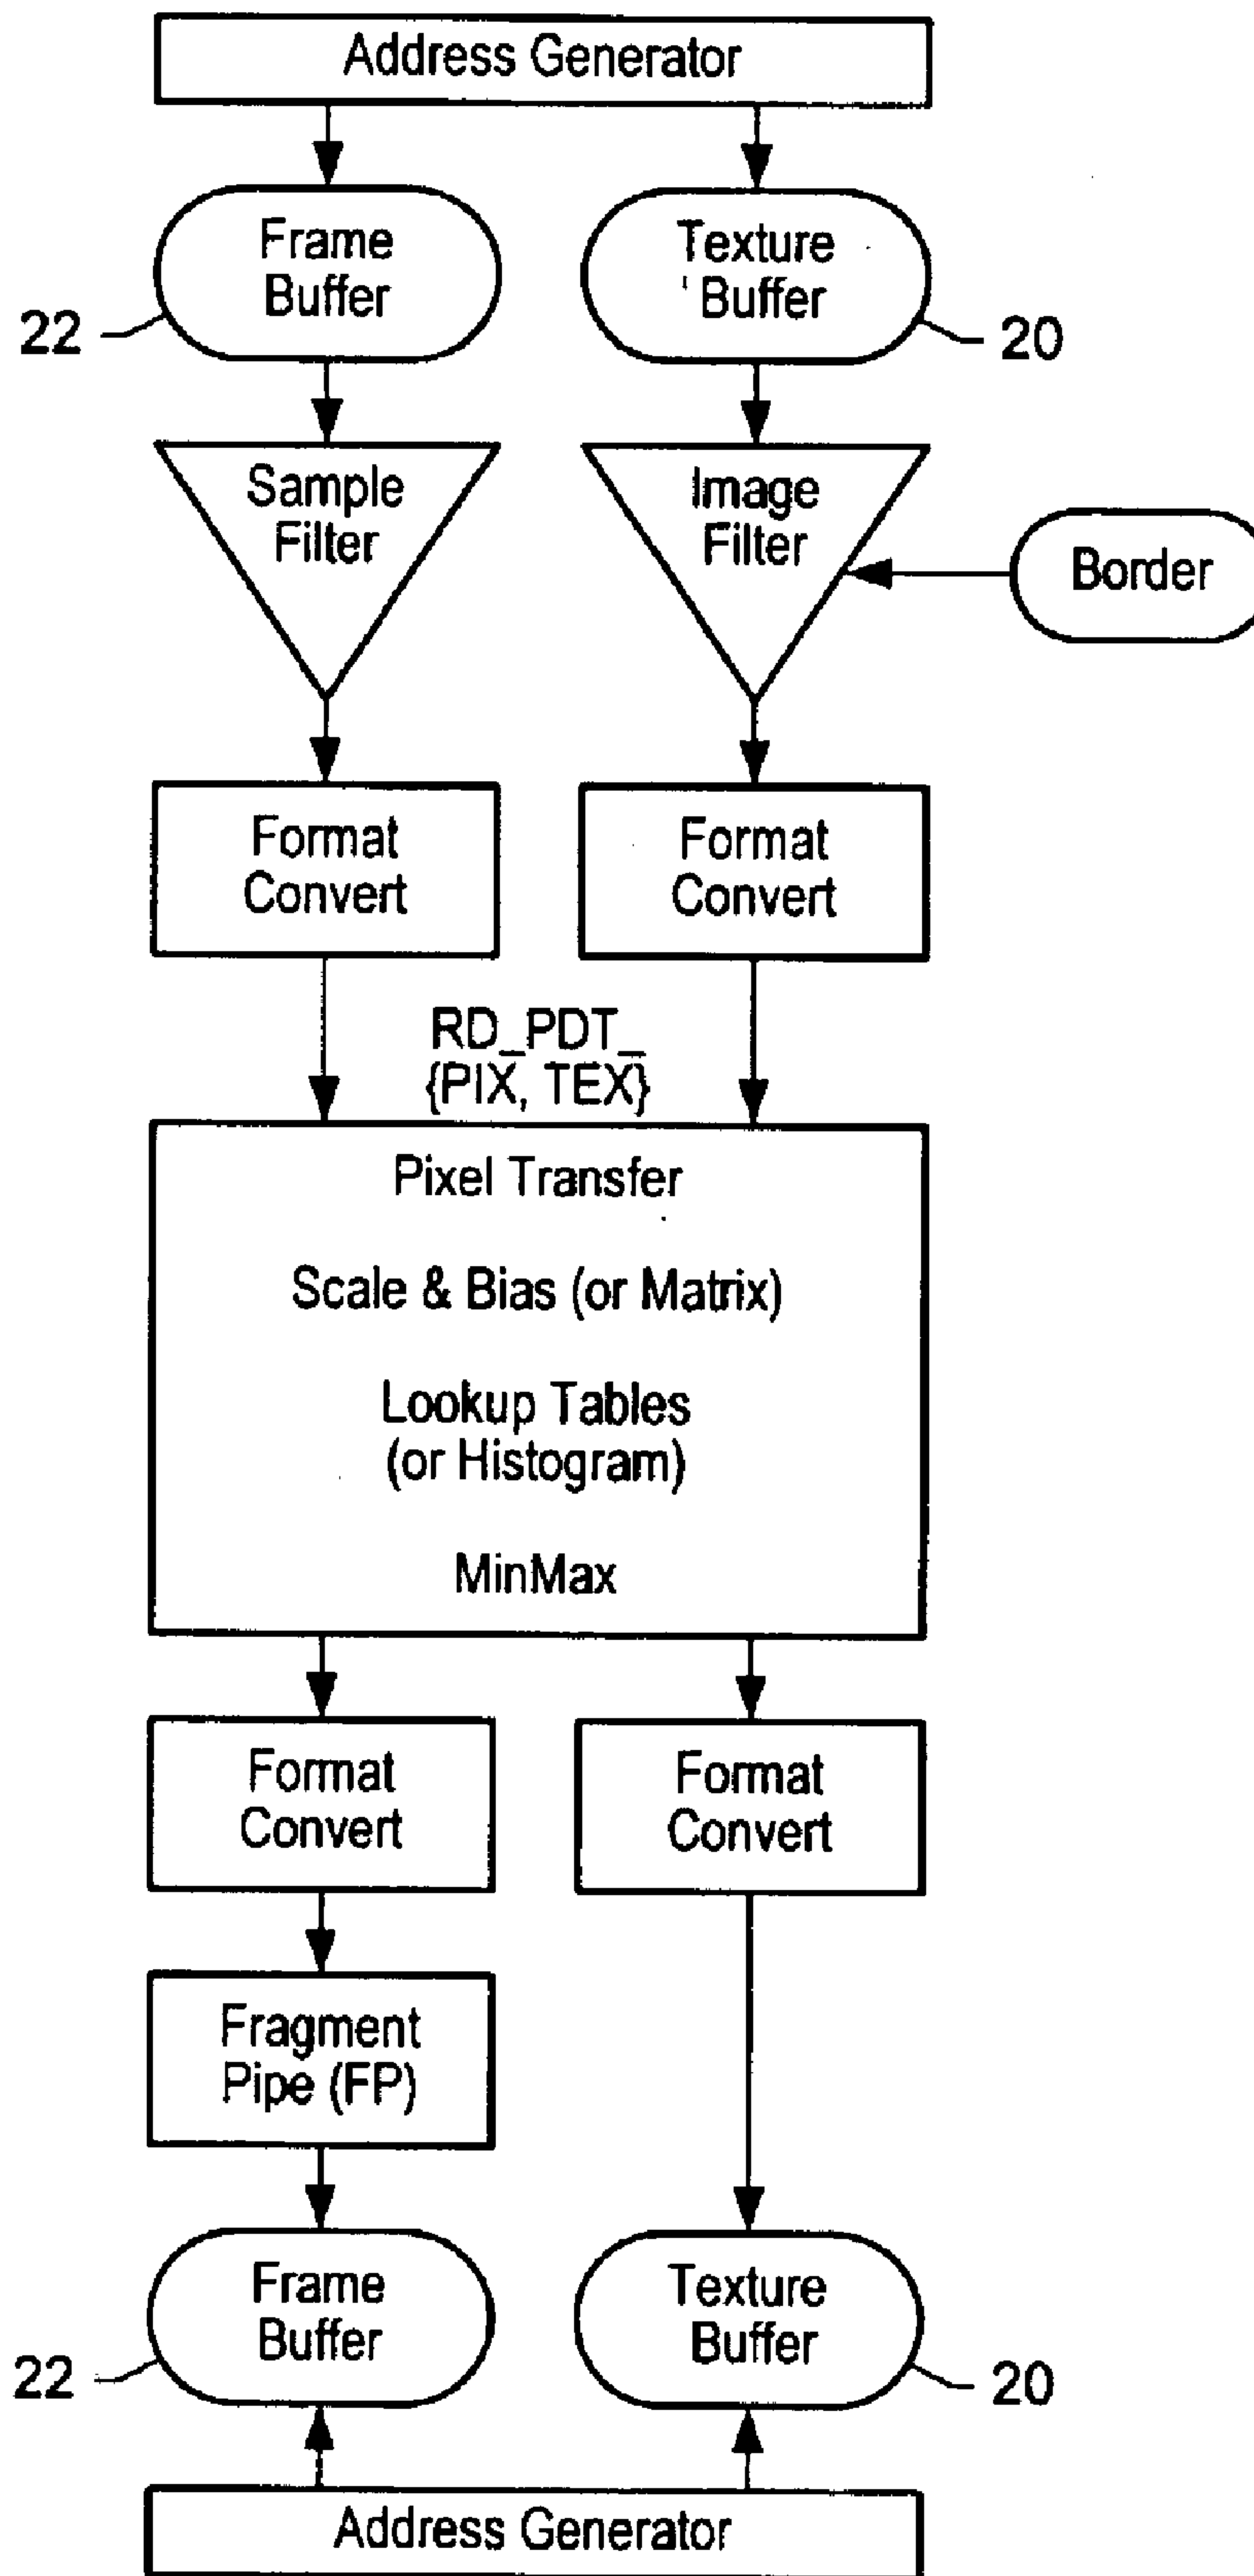 Address Generator
Frame
Buffer
Texture
Buffer
22
20
Sample
Filter
Image
Filter
Border
Format
Convert
Format
Convert
RD_PDT_
{PIX, TEX}
Pixel Transfer
Scale & Bias (or Matrix)
Lookup Tables
(or Histogram)
MinMax
Format
Convert
Format
Convert
Fragment
Pipe (FP)
Frame
Buffer
Texture
Buffer
22
20
Address Generator